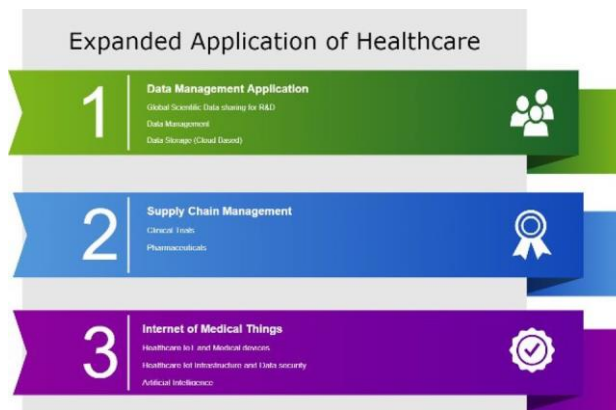 Expanded Application of Healthcare
1
Data Management Application
Global Scientific Data sharing for R&D
Data Management
Data Storage (Cloud Based)
2
Supply Chain Management
Clinical Trials
Pharmaceuticals
3
Internet of Medical Things
Healthcare IoT and Medical devices
Healthcare Iot Infrastructure and Data security
Artificial Intelligence